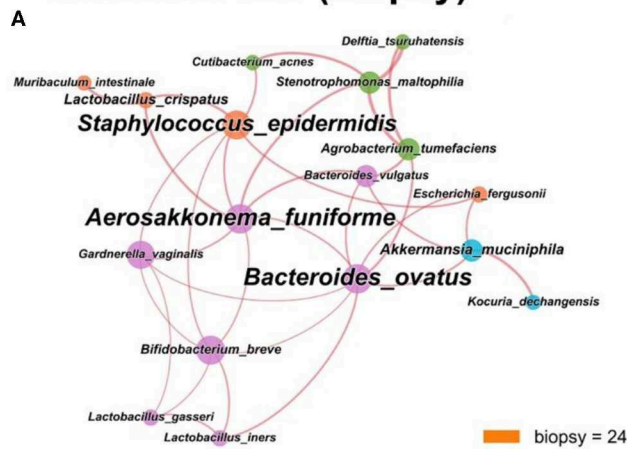 A
Delftia_tsuruhatensis
Cutibacterium_acnes
Muribaculum_intestinale
Stenotrophomonas_maltophilia
Lactobacillus_crispatus
Staphylococcus_epidermidis
Agrobacterium_tumefaciens
Bacteroides_vulgatus
Escherichia_fergusonii
Aerosakkonema_funiforme
Gardnerella_vaginalis
Akkermansia_muciniphila
Bacteroides_ovatus
Kocuria_dechangensis
Bifidobacterium_breve
Lactobacillus_gasseri
Lactobacillus_iners
biopsy = 24